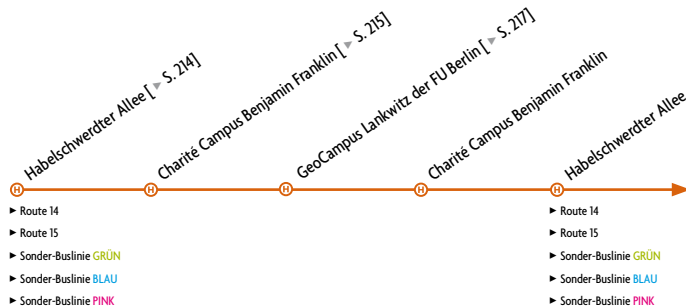 Habelschwerdter Allee [▼ S. 214]
Charité Campus Benjamin Franklin [▼ S. 215]
GeoCampus Lankwitz der FU Berlin [▼ S. 217]
Charité Campus Benjamin Franklin
Habelschwerdter Allee
H H H H H
► Route 14
► Route 15
► Sonder-Buslinie GRÜN
► Sonder-Buslinie BLAU
► Sonder-Buslinie PINK
► Route 14
► Route 15
► Sonder-Buslinie GRÜN
► Sonder-Buslinie BLAU
► Sonder-Buslinie PINK